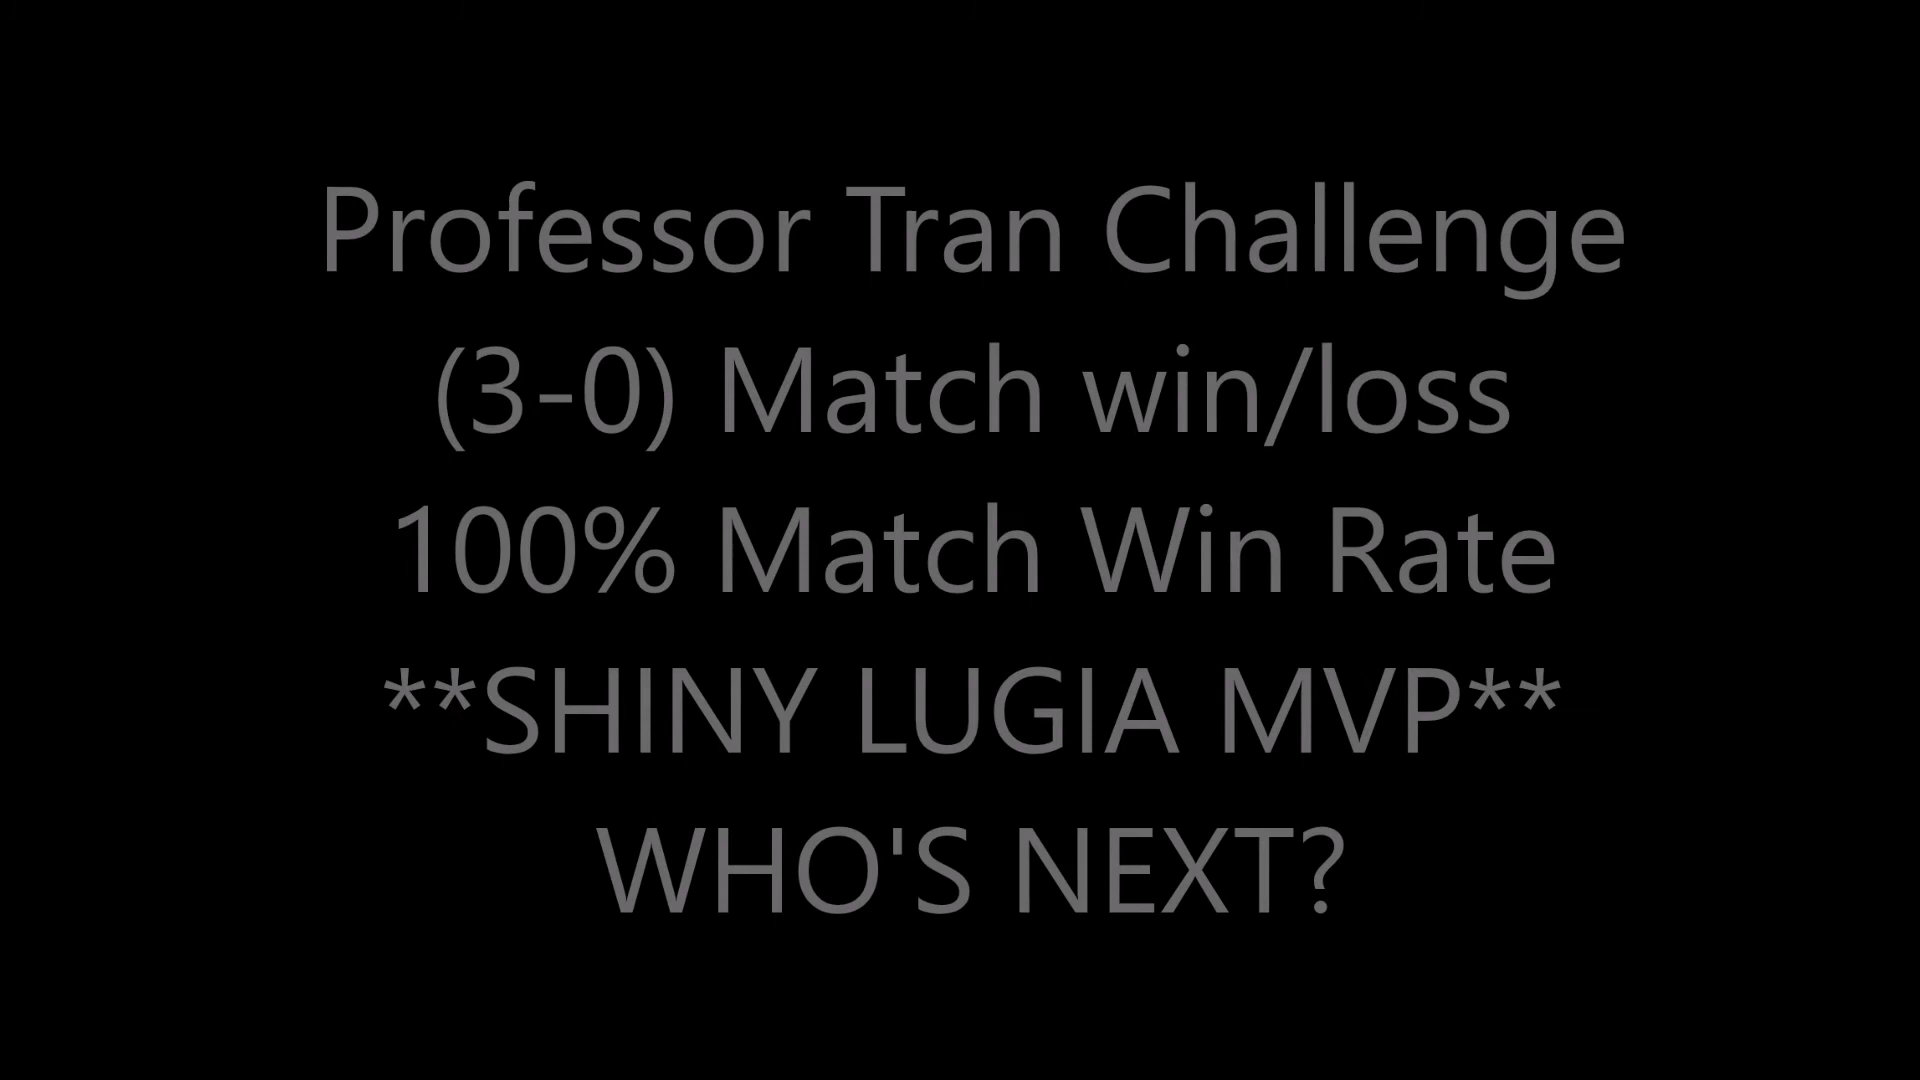 Professor Tran Challenge
(3-0) Match win/loss
100% Match Win Rate
**SHINY LUGIA MVP**
WHO'S NEXT?